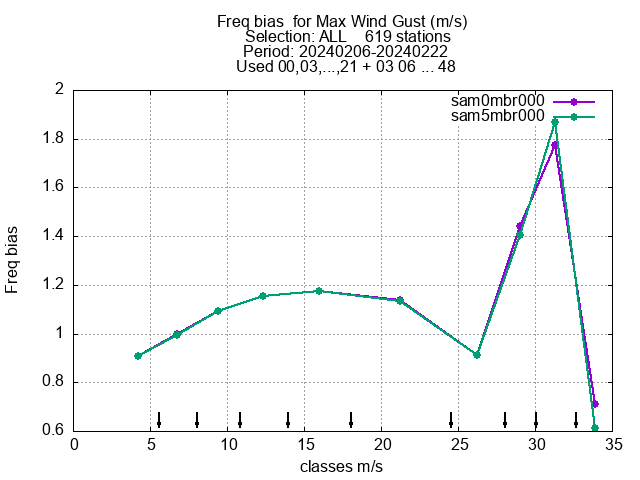 Freq bias  for Max Wind Gust (m/s)
Selection: ALL    619 stations
Period: 20240206-20240222
Used 00,03,...,21 + 03 06 ... 48
sam0mbr000
sam5mbr000
2
1.8
1.6
1.4
1.2
1
0.8
0.6
Freq bias
0 5 10 15 20 25 30 35
classes m/s